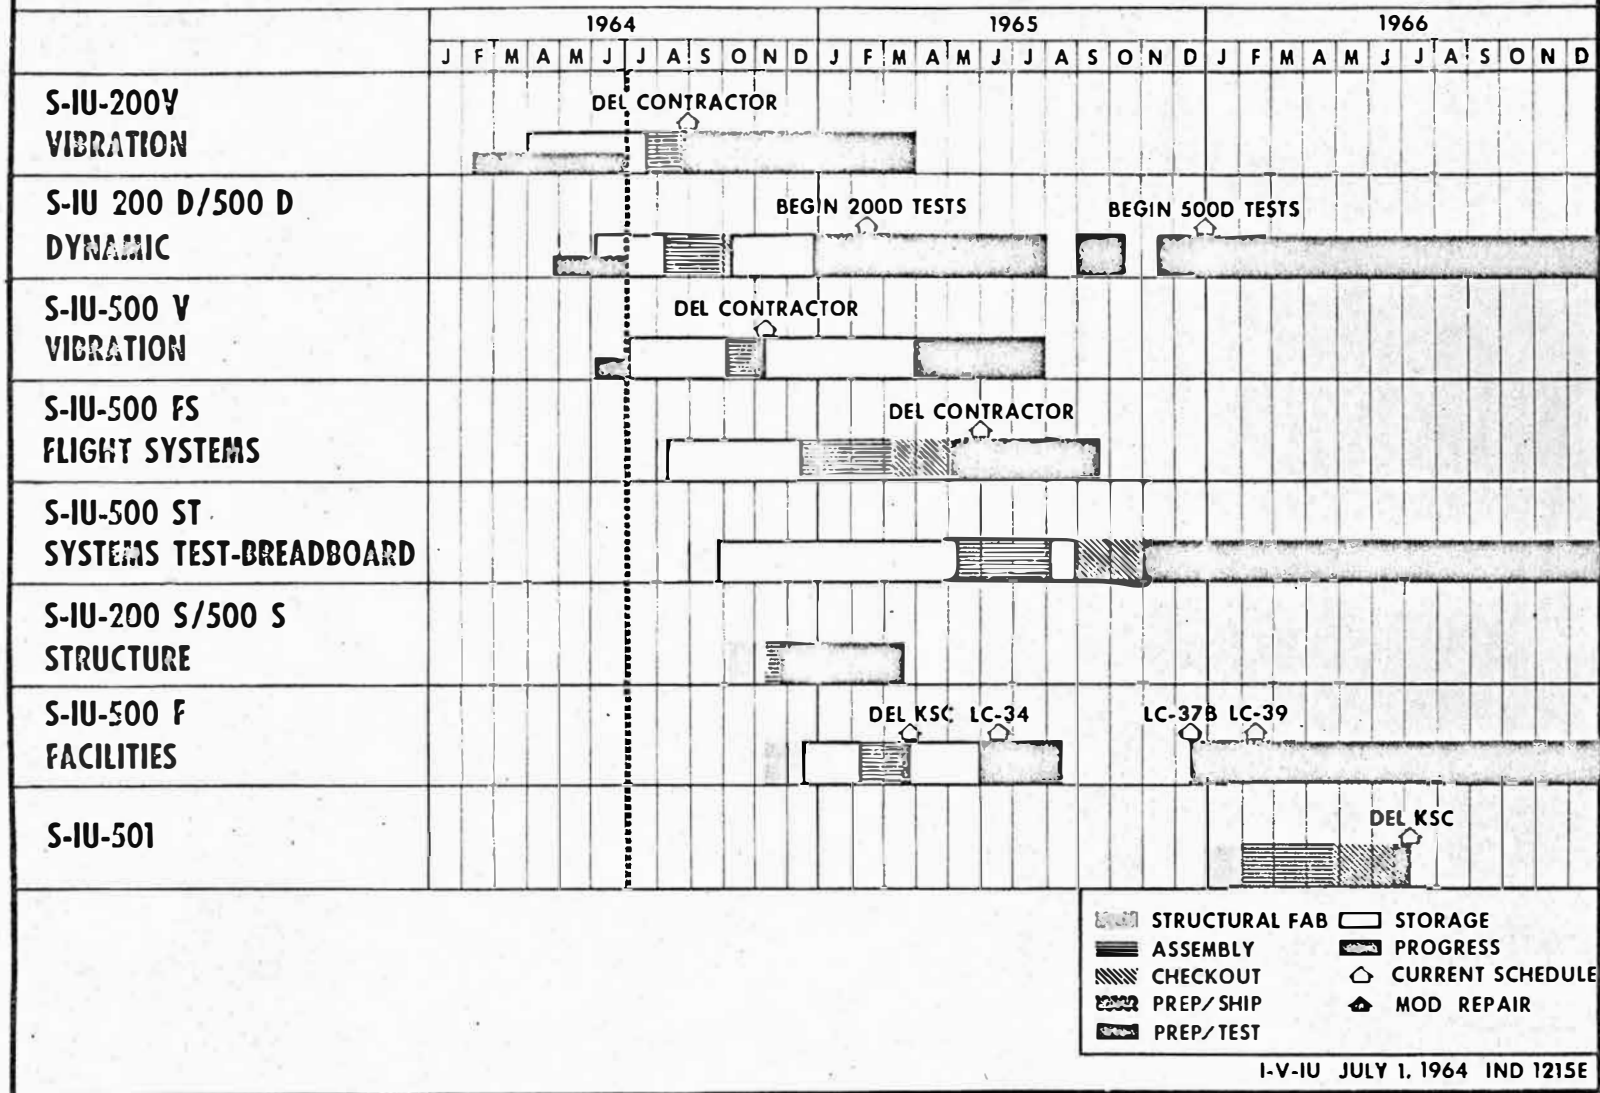 1964 1965 1966
J F M A M J J A S O N D J F M A M J J A S O N D J F M A M J J A S O N D
S-IU-200V
VIBRATION
DEL CONTRACTOR
S-IU 200 D/500 D
DYNAMIC
BEGIN 200D TESTS
BEGIN 500D TESTS
S-IU-500 V
VIBRATION
DEL CONTRACTOR
S-IU-500 FS
FLIGHT SYSTEMS
DEL CONTRACTOR
S-IU-500 ST
SYSTEMS TEST-BREADBOARD
S-IU-200 S/500 S
STRUCTURE
S-IU-500 F
FACILITIES
DEL KSC LC-34 LC-37B LC-39
S-IU-501
DEL KSC
STRUCTURAL FAB STORAGE
ASSEMBLY PROGRESS
CHECKOUT CURRENT SCHEDULE
PREP/SHIP MOD REPAIR
PREP/TEST
I-V-IU JULY 1, 1964 IND 1215E